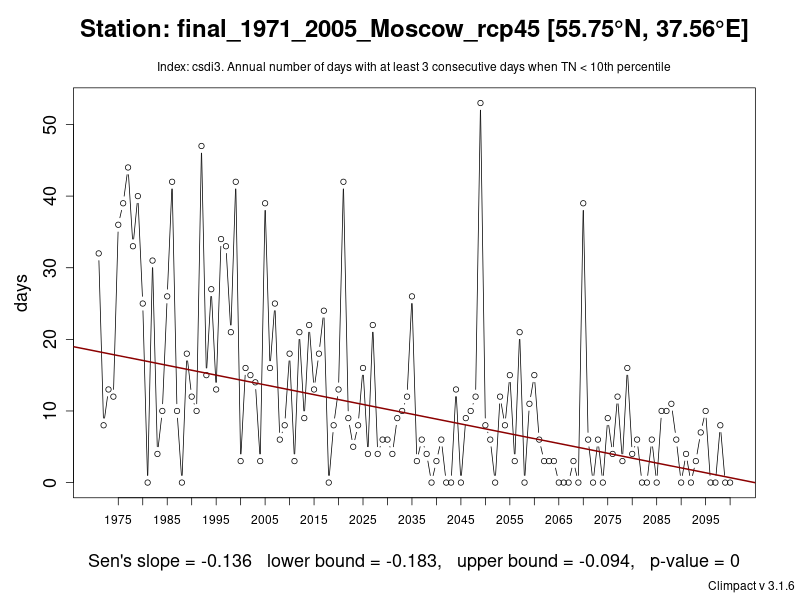 Station: final_1971_2005_Moscow_rcp45 [55.75°N, 37.56°E]
Index: csdi3. Annual number of days with at least 3 consecutive days when TN < 10th percentile
50
40
30
20
10
0
days
1975 1985 1995 2005 2015 2025 2035 2045 2055 2065 2075 2085 2095
Sen's slope = -0.136 lower bound = -0.183, upper bound = -0.094, p-value = 0
Climpact v 3.1.6